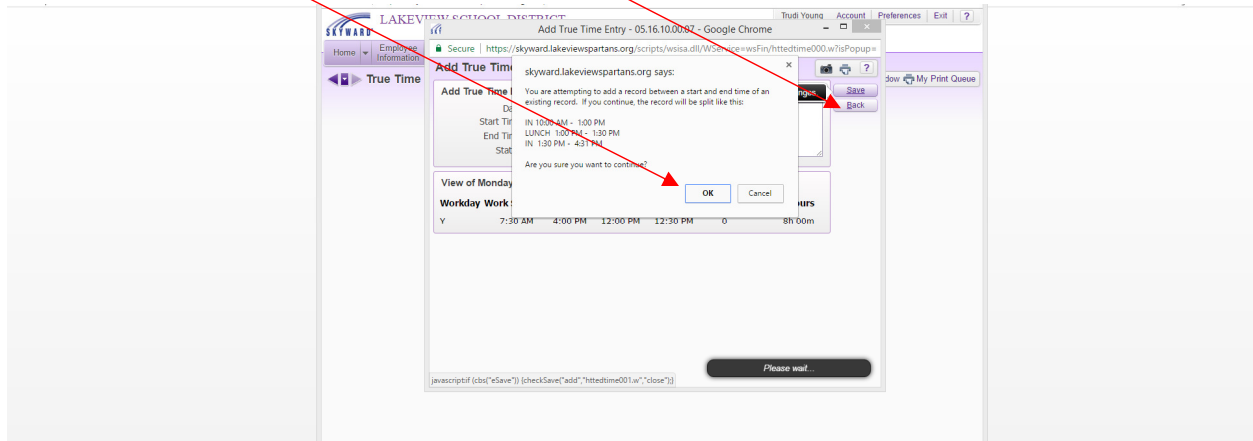 LAKEVIEW SCHOOL DISTRICT
Trudi Young Account Preferences Exit ?
SKYWARD
Home Employee Information
True Time
dow My Print Queue
Add True Time Entry - 05.16.10.00.07 - Google Chrome
Secure https://skyward.lakeviewspartans.org/scripts/wsisa.dll/WService=wsFin/httedtime000.w?isPopup=
Add True Time
?
Add True Time
nges
Save
Back
Da
Start Tim
End Tim
Stat
skyward.lakeviewspartans.org says:
You are attempting to add a record between a start and end time of an
existing record. If you continue, the record will be split like this:
IN 10:00 AM - 1:00 PM
LUNCH 1:00 PM - 1:30 PM
IN 1:30 PM - 4:31 PM
Are you sure you want to continue?
OK Cancel
View of Monday
Workday Work urs
Y 7:30 AM 4:00 PM 12:00 PM 12:30 PM 0 8h 00m
Please wait...
javascript:if (cbs("eSave")) {checkSave("add","httedtime001.w","close");}